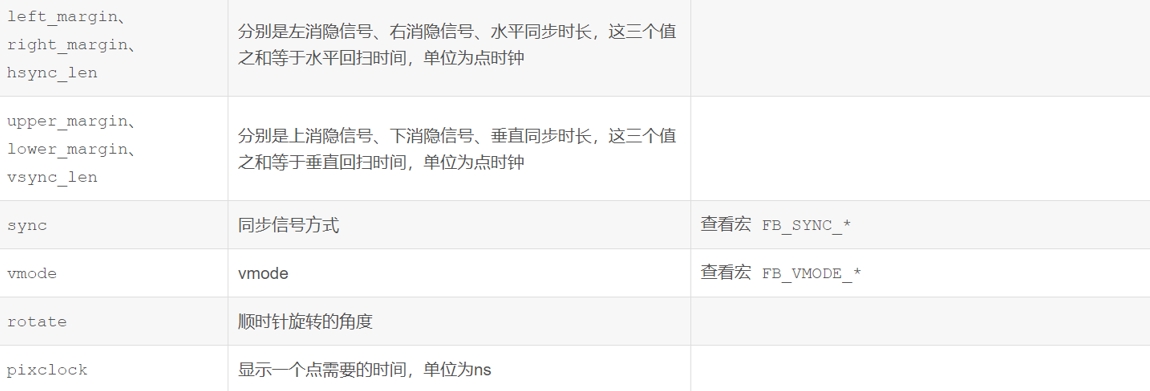 left_margin、
right_margin、
hsync_len
分别是左消隐信号、右消隐信号、水平同步时长，这三个值
之和等于水平回扫时间，单位为点时钟
upper_margin、
lower_margin、
vsync_len
分别是上消隐信号、下消隐信号、垂直同步时长，这三个值
之和等于垂直回扫时间，单位为点时钟
sync
同步信号方式
查看宏 FB_SYNC_*
vmode
vmode
查看宏 FB_VMODE_*
rotate
顺时针旋转的角度
pixclock
显示一个点需要的时间，单位为ns